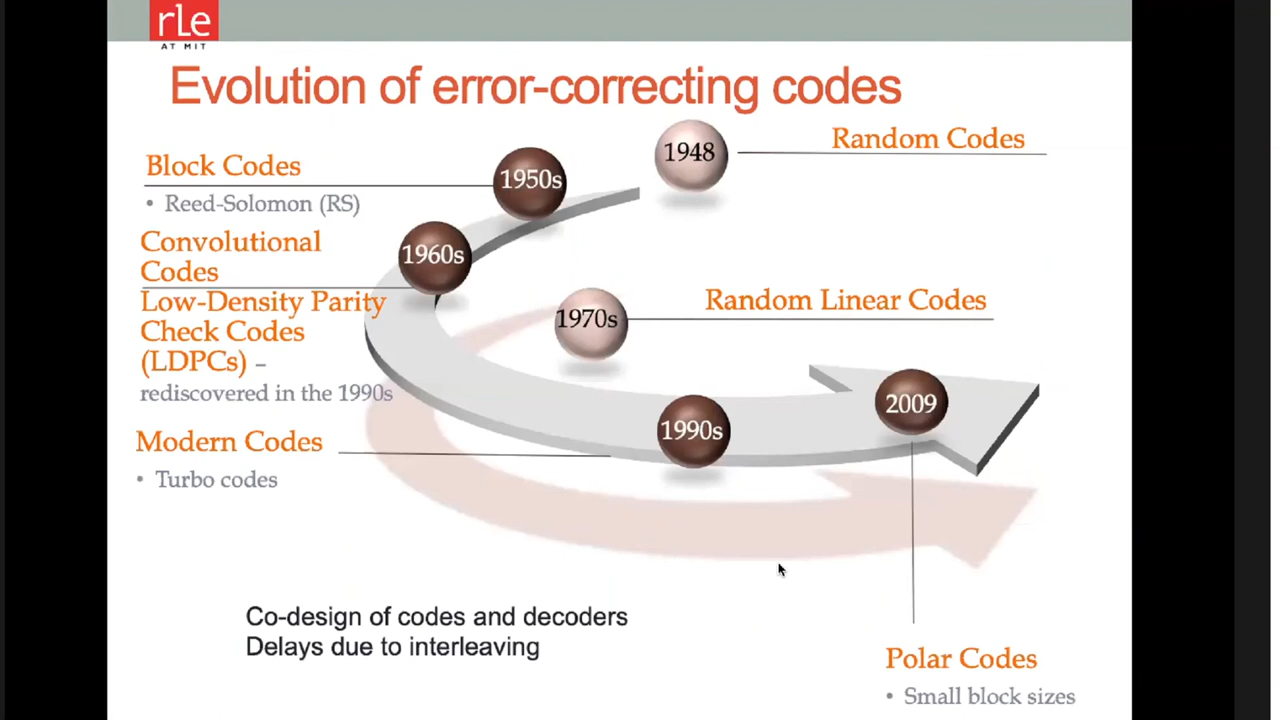 rLe
AT MIT
Evolution of error-correcting codes
1948
Random Codes
Block Codes
1950s
• Reed-Solomon (RS)
Convolutional
Codes
1960s
Low-Density Parity
Check Codes
(LDPCs) –
rediscovered in the 1990s
1970s
Random Linear Codes
2009
1990s
Modern Codes
• Turbo codes
Co-design of codes and decoders
Delays due to interleaving
Polar Codes
• Small block sizes